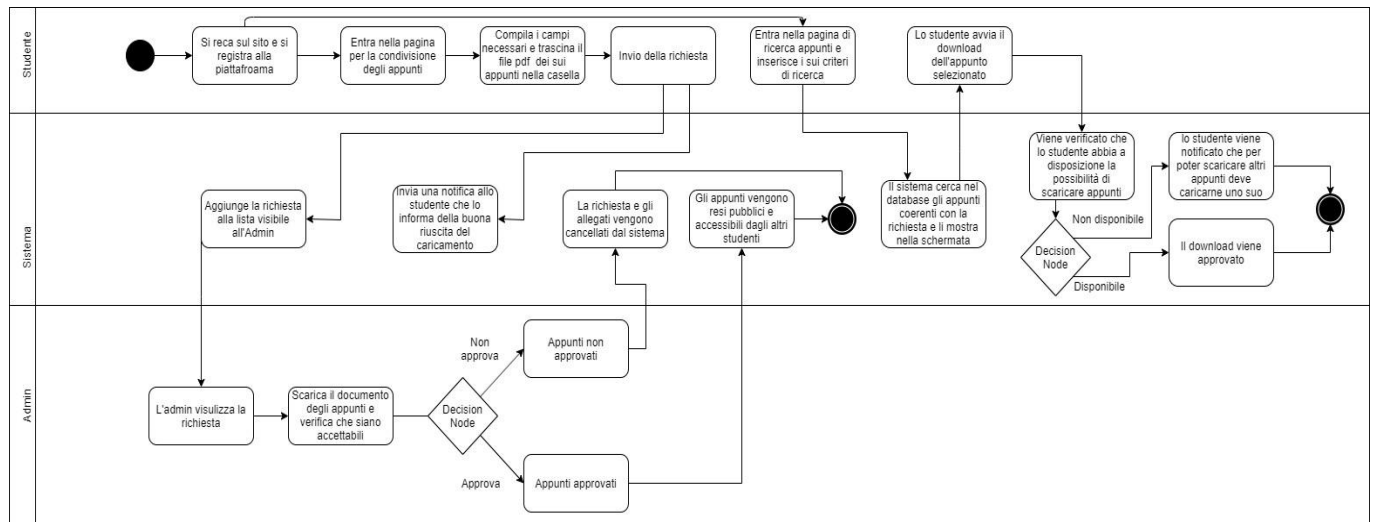 Studente
Si reca sul sito e si
registra alla
piattafroama
Entra nella pagina
per la condivisione
degli appunti
Compila i campi
necessari e trascina il
file pdf dei sui
appunti nella casella
Invio della richiesta
Entra nella pagina di
ricerca appunti e
inserisce i sui criteri
di ricerca
Lo studente avvia il
download
dell'appunto
selezionato
Sistema
Aggiunge la richiesta
alla lista visibile
all'Admin
Invia una notifica allo
studente che lo
informa della buona
riuscita del
caricamento
La richiesta e gli
allegati vengono
cancellati dal sistema
Gli appunti vengono
resi pubblici e
accessibili dagli altri
studenti
Il sistema cerca nel
database gli appunti
coerenti con la
richiesta e li mostra
nella schermata
Viene verificato che
lo studente abbia a
disposizione la
possibilitá di
scaricare appunti
lo studente viene
notificato che per
poter scaricare altri
appunti deve
caricarne uno suo
Non disponibile
Decision
Node
Disponibile
Il download viene
approvato
Admin
L'admin visulizza la
richiesta
Scarica il documento
degli appunti e
verifica che siano
accettabili
Decision
Node
Non
approva
Appunti non
approvati
Approva
Appunti approvati